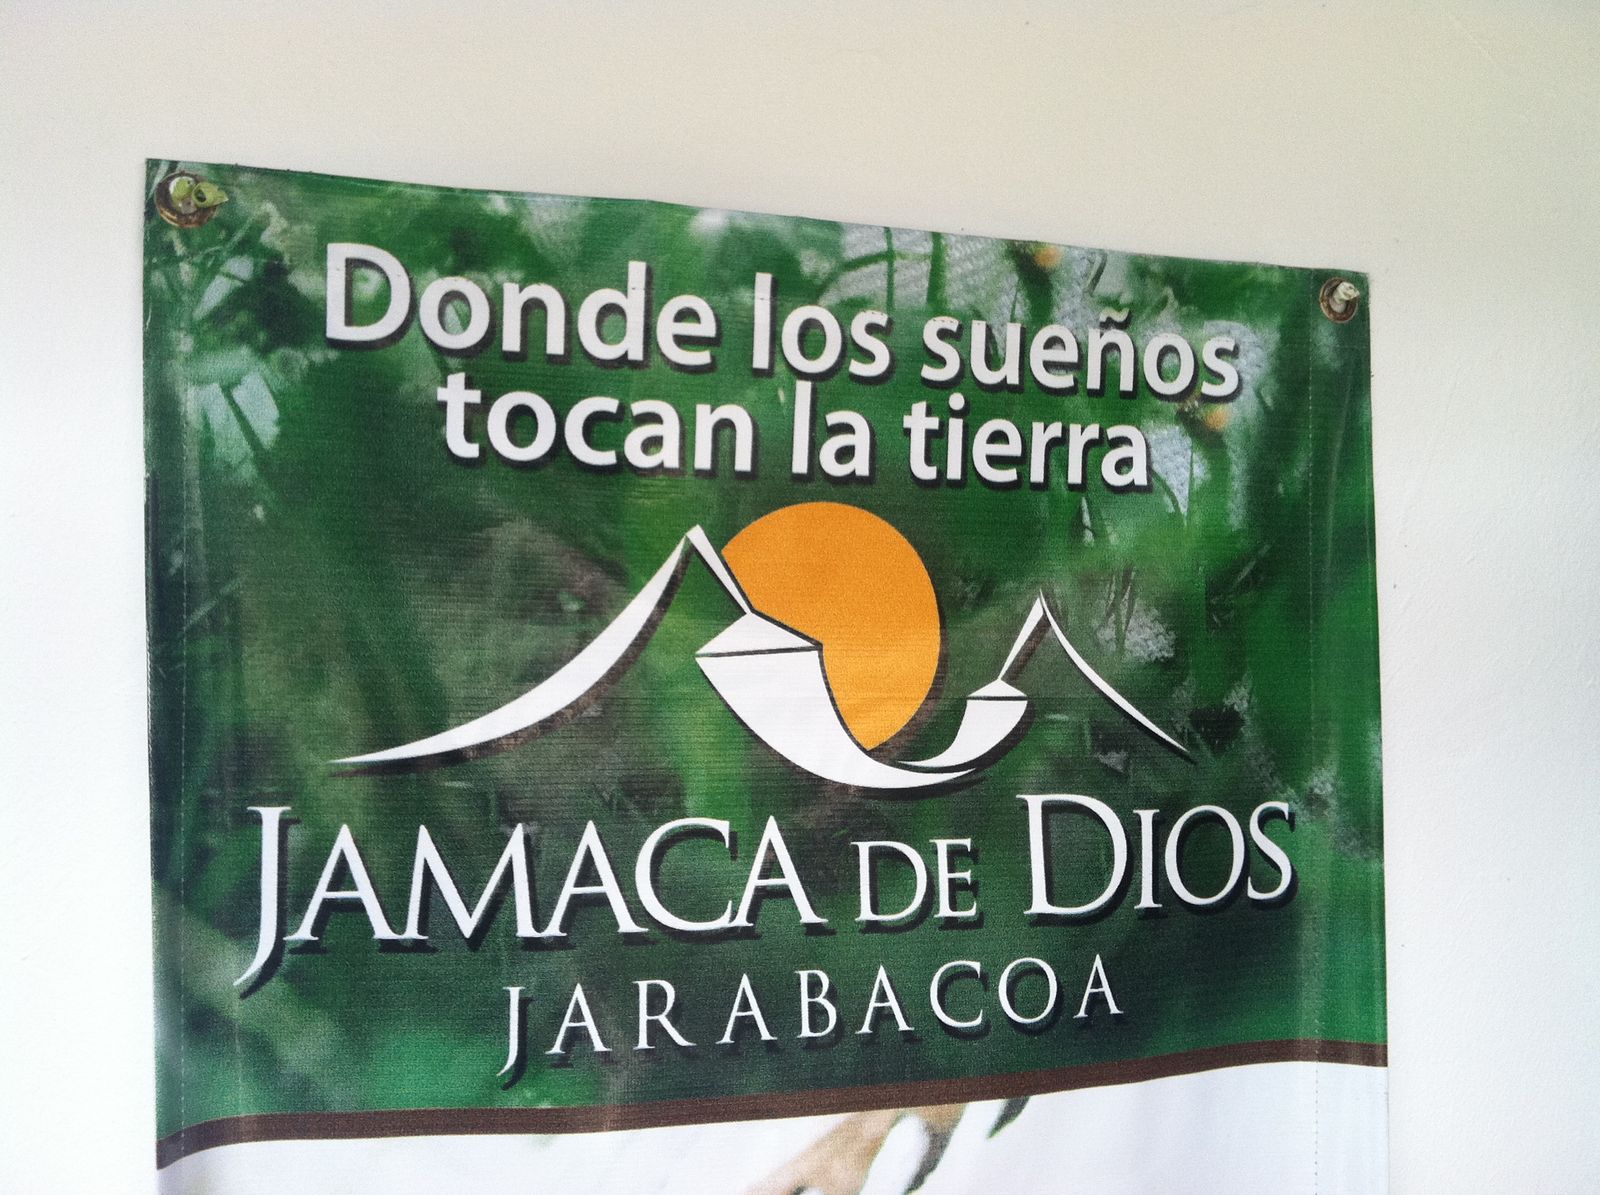 Donde los sueños
tocan la tierra
JAMACA DE DIOS
JARABACOA